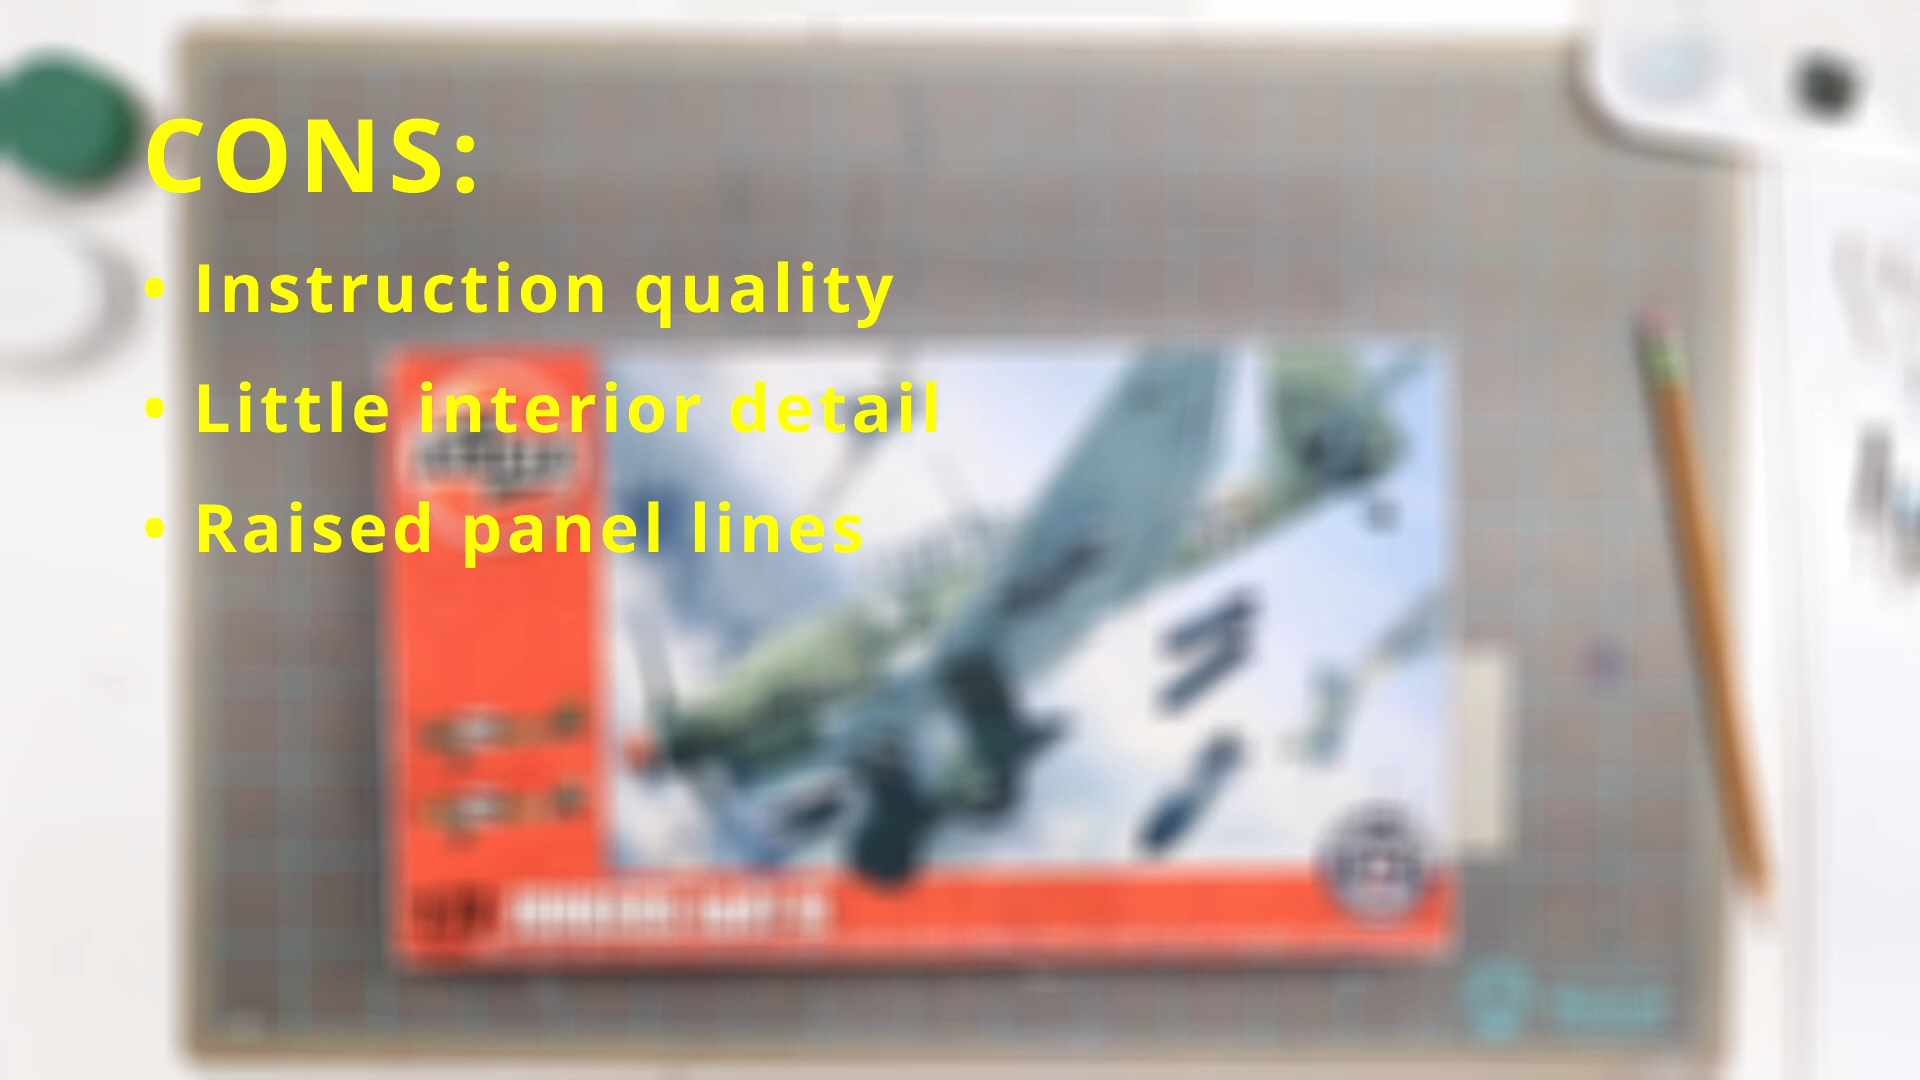 CONS:
• Instruction quality
• Little interior detail
• Raised panel lines